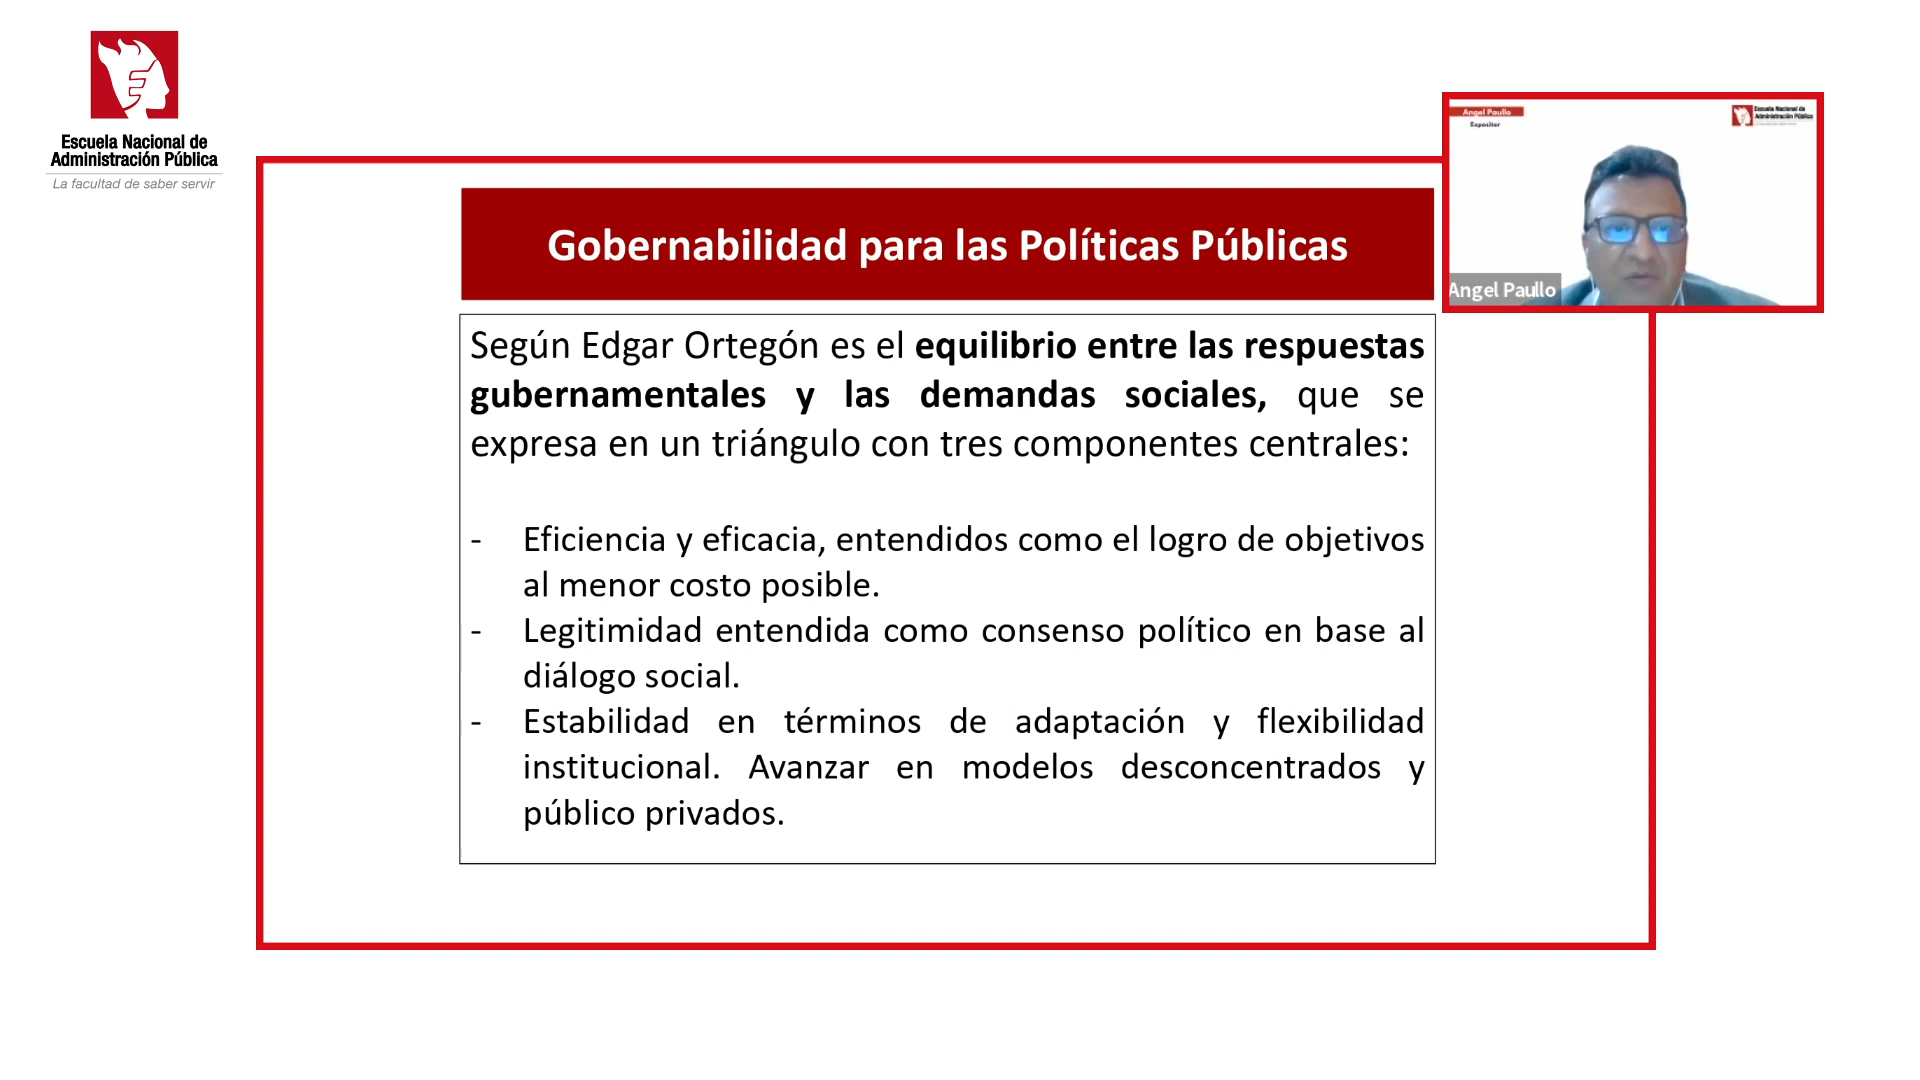 Escuela Nacional de
Administración Pública
La facultad de saber servir
Angel Paullo
Expositor
Escuela Nacional de
Administración Pública
Angel Paullo
Gobernabilidad para las Políticas Públicas
Según Edgar Ortegón es el equilibrio entre las respuestas
gubernamentales y las demandas sociales, que se
expresa en un triángulo con tres componentes centrales:
- Eficiencia y eficacia, entendidos como el logro de objetivos
al menor costo posible.
- Legitimidad entendida como consenso político en base al
diálogo social.
- Estabilidad en términos de adaptación y flexibilidad
institucional. Avanzar en modelos desconcentrados y
público privados.